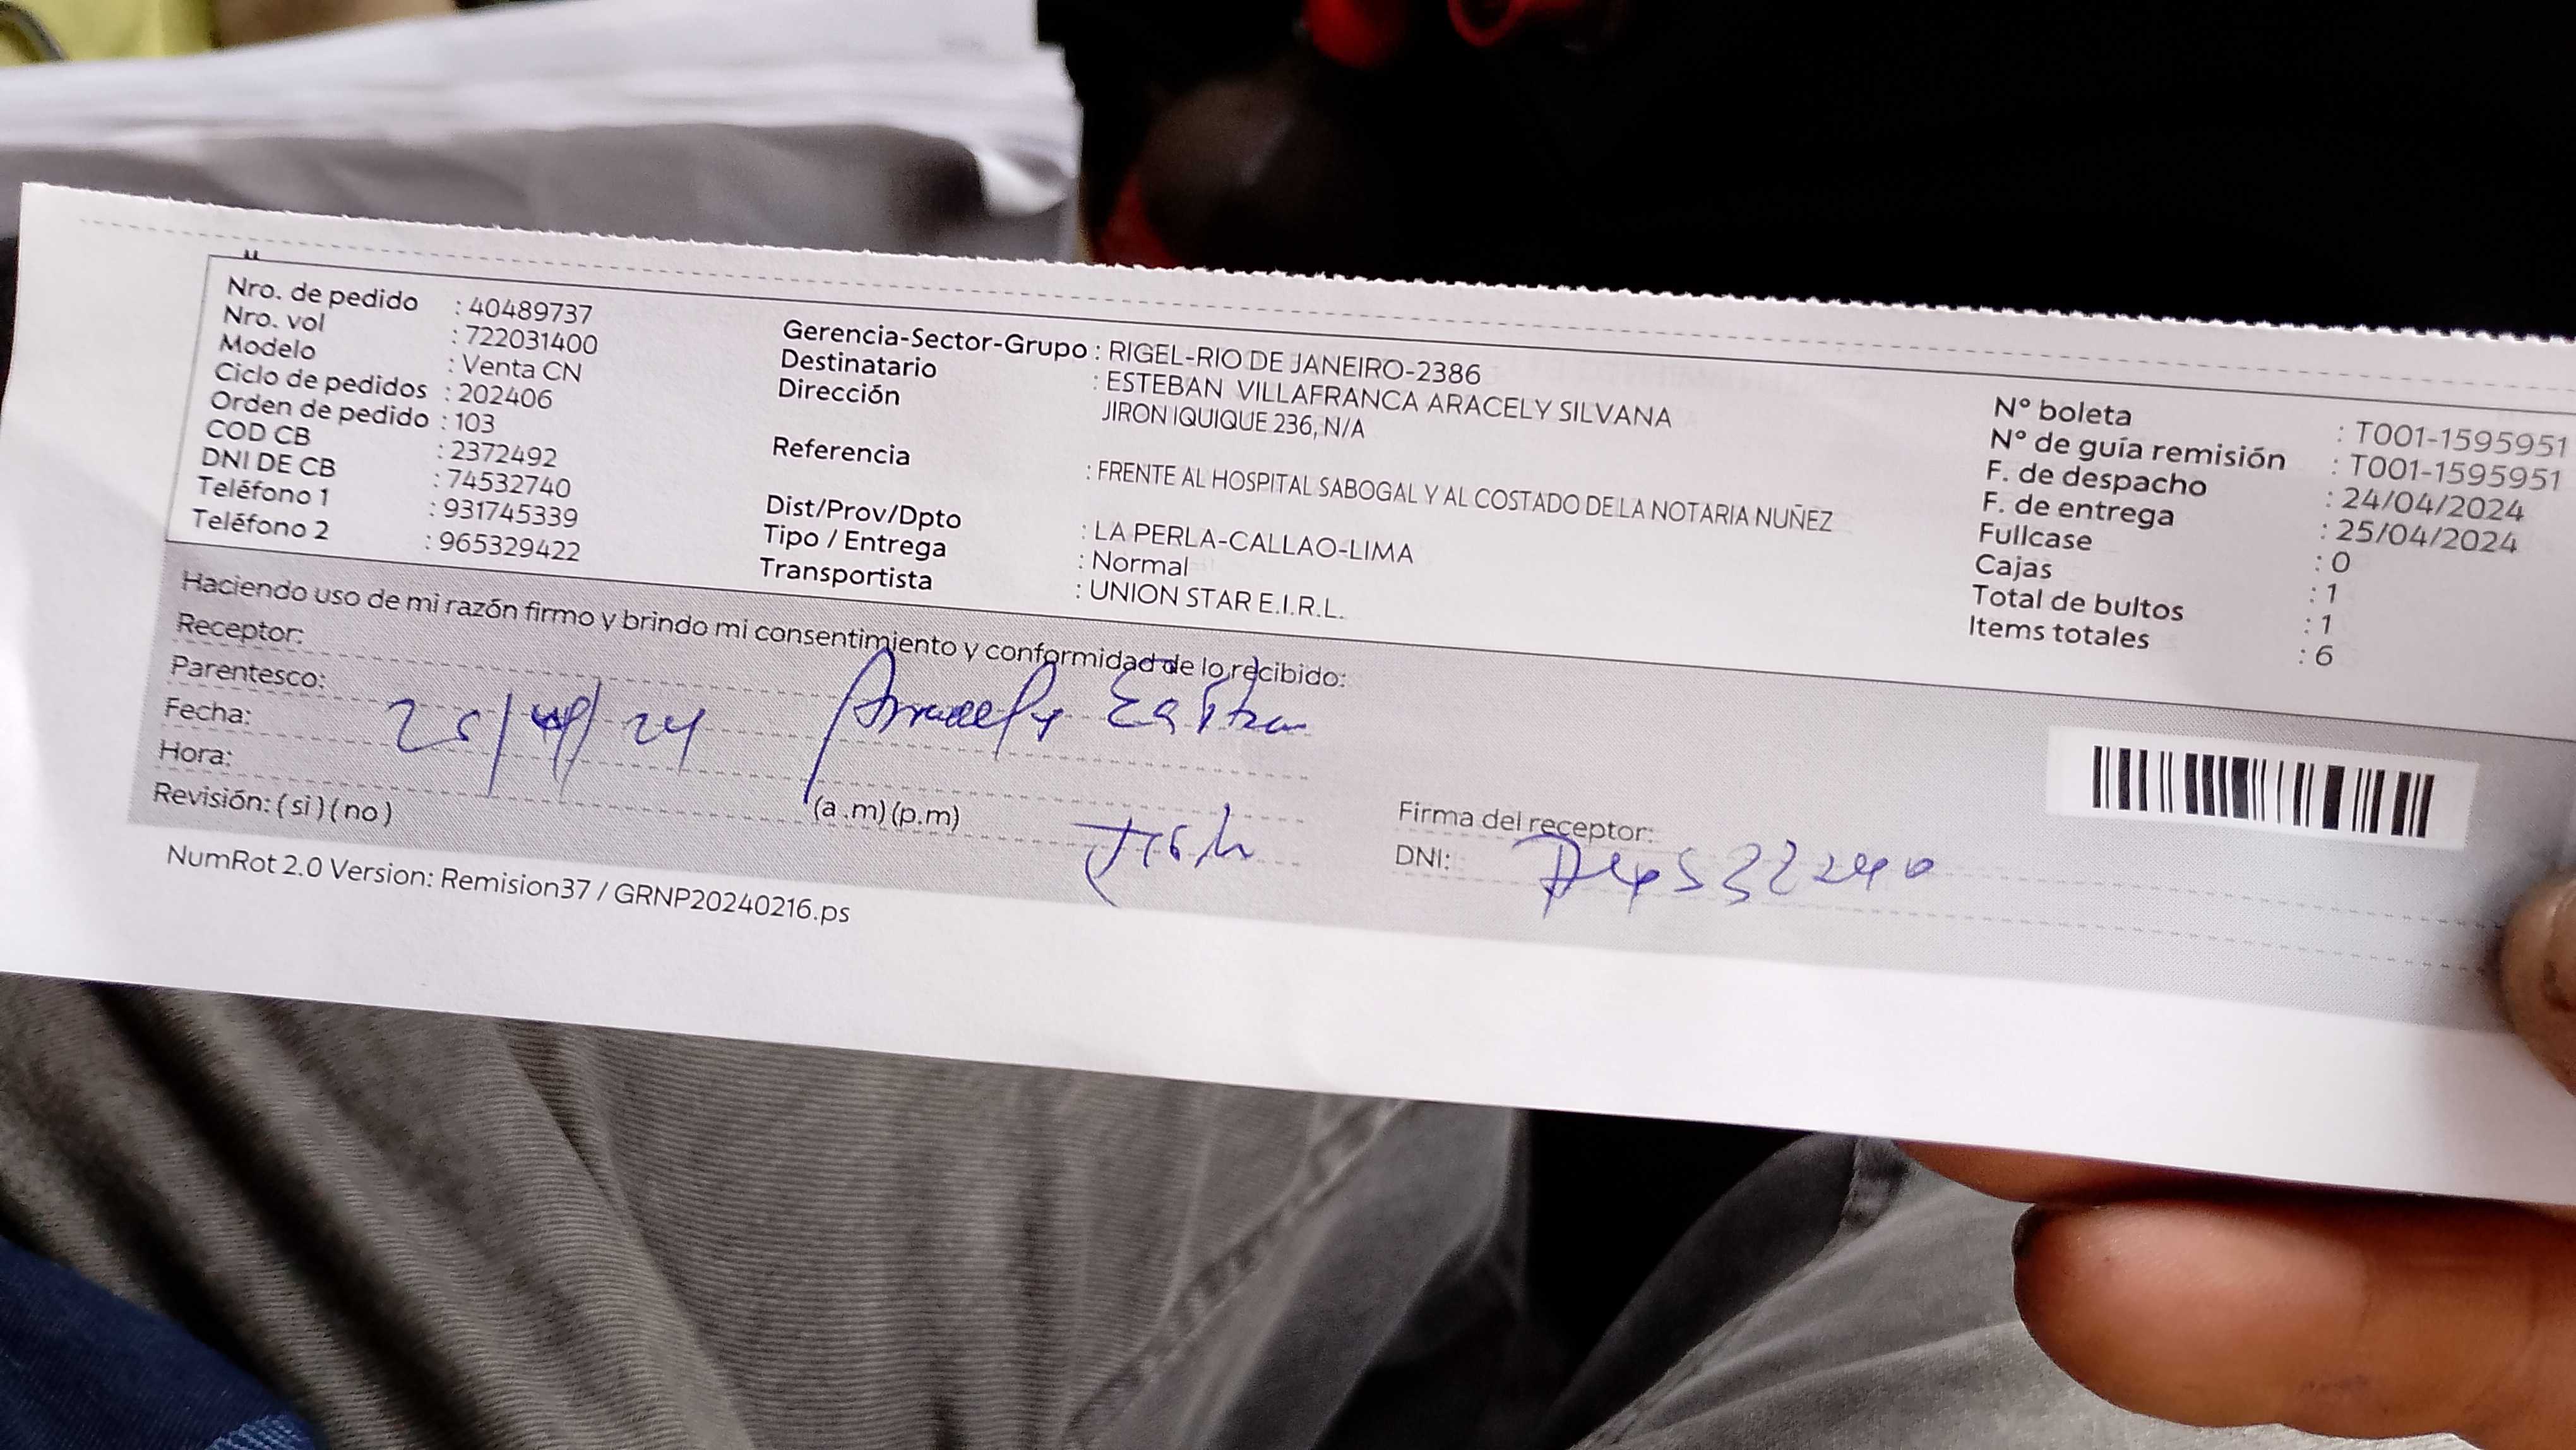 Nro. de pedido : 40489737
Nro. vol : 722031400
Modelo : Venta CN
Ciclo de pedidos : 202406
Orden de pedido : 103
COD CB : 2372492
DNI DE CB : 74532740
Teléfono 1 : 931745339
Teléfono 2 : 965329422
Gerencia-Sector-Grupo : RIGEL-RIO DE JANEIRO-2386
Destinatario : ESTEBAN VILLAFRANCA ARACELY SILVANA
Dirección JIRON IQUIQUE 236, N/A
Referencia : FRENTE AL HOSPITAL SABOGAL Y AL COSTADO DE LA NOTARIA NUÑEZ
Dist/Prov/Dpto : LA PERLA-CALLAO-LIMA
Tipo / Entrega : Normal
Transportista : UNION STAR E.I.R.L.
N° boleta : T001-1595951
N° de guía remisión : T001-1595951
F. de despacho : 24/04/2024
F. de entrega : 25/04/2024
Fullcase : 0
Cajas : 1
Total de bultos : 1
Items totales : 6
Haciendo uso de mi razón firmo y brindo mi consentimiento y conformidad de lo recibido:
Receptor:
Parentesco:
Fecha:
Hora: (a.m)(p.m)
Revisión: ( si ) ( no )
Firma del receptor:
DNI:
NumRot 2.0 Version: Remision37 / GRNP20240216.ps